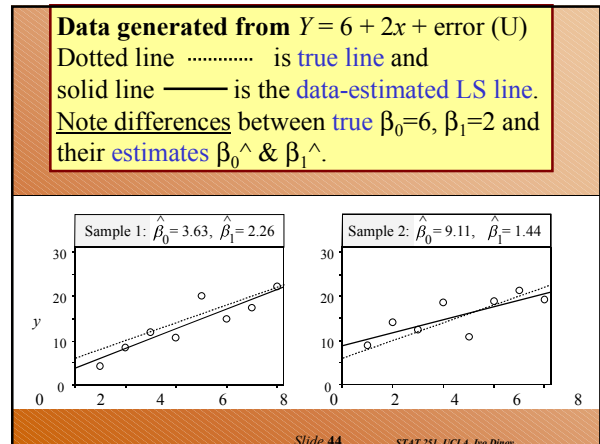 Data generated from Y = 6 + 2x + error (U)
Dotted line ············ is true line and
solid line —— is the data-estimated LS line.
Note differences between true β₀=6, β₁=2 and
their estimates β₀^ & β₁^.
Sample 1: β̂₀ = 3.63, β̂₁ = 2.26
Sample 2: β̂₀ = 9.11, β̂₁ = 1.44
30
20
y
10
0
0 2 4 6 8
30
20
10
0
0 2 4 6 8
Slide 44 STAT 251, UCLA, Ivo Dinov